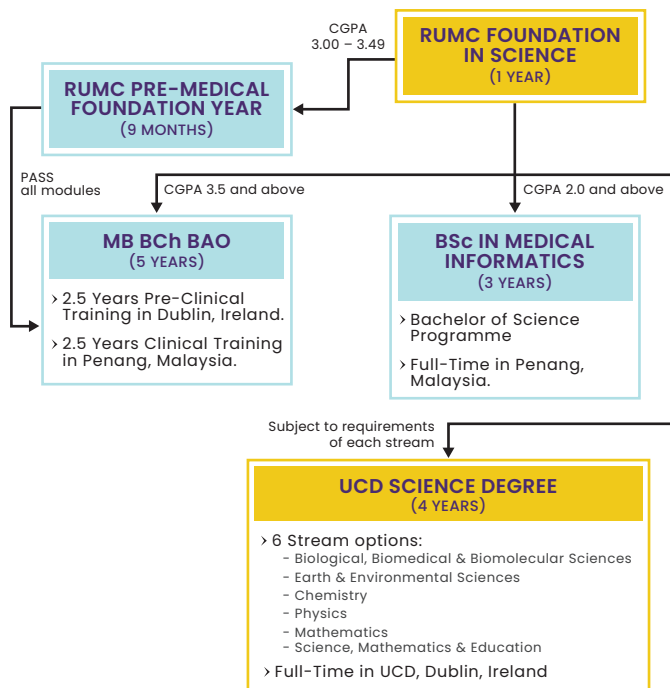 CGPA
3.00 – 3.49
RUMC FOUNDATION
IN SCIENCE
(1 YEAR)
RUMC PRE-MEDICAL
FOUNDATION YEAR
(9 MONTHS)
PASS
all modules
CGPA 3.5 and above
CGPA 2.0 and above
MB BCh BAO
(5 YEARS)
› 2.5 Years Pre-Clinical
Training in Dublin, Ireland.
› 2.5 Years Clinical Training
in Penang, Malaysia.
BSc IN MEDICAL
INFORMATICS
(3 YEARS)
› Bachelor of Science
Programme
› Full-Time in Penang,
Malaysia.
Subject to requirements
of each stream
UCD SCIENCE DEGREE
(4 YEARS)
› 6 Stream options:
- Biological, Biomedical & Biomolecular Sciences
- Earth & Environmental Sciences
- Chemistry
- Physics
- Mathematics
- Science, Mathematics & Education
› Full-Time in UCD, Dublin, Ireland